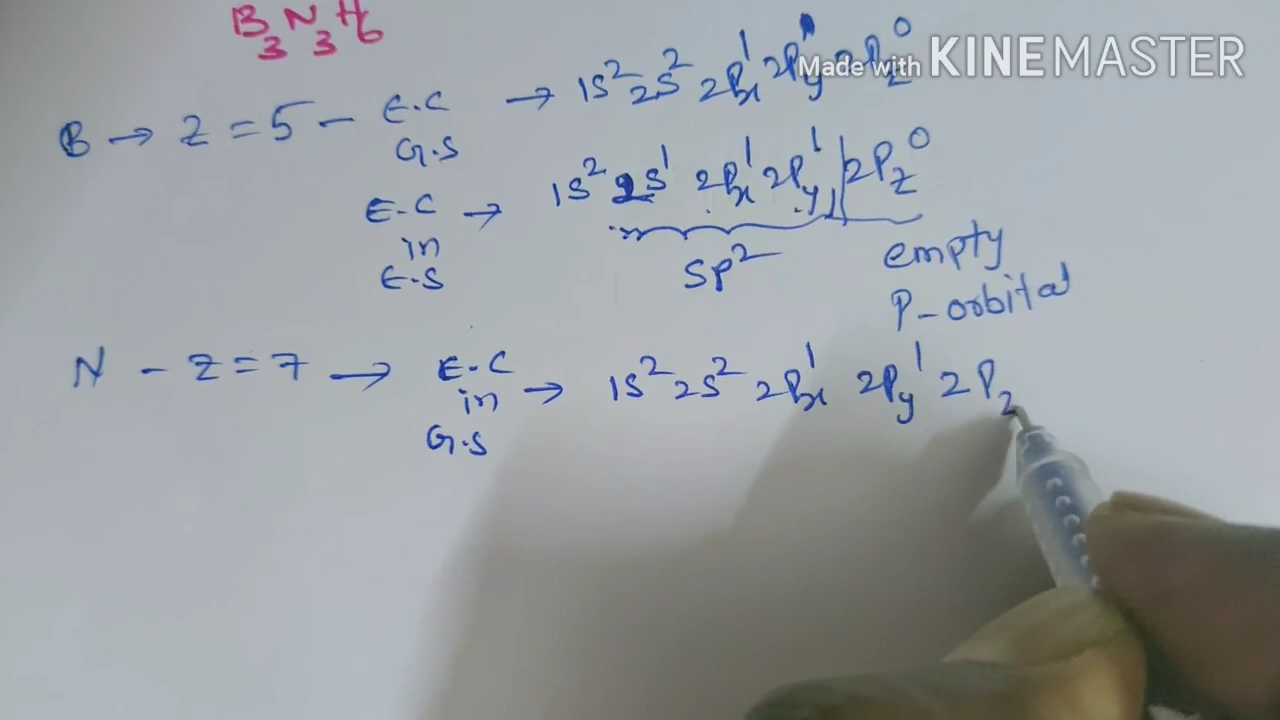 B3N3H6
Made with KINEMASTER
B → Z = 5 – E.C → 1S² 2S² 2Px¹ 2Py 2Pz⁰
G.S
E.C → 1S² 2S¹ 2Px¹ 2Py¹ 2Pz⁰
in
E.S
SP²
empty
P-orbital
N – Z = 7 → E.C → 1S² 2S² 2Px¹ 2Py¹ 2Pz
in
G.S